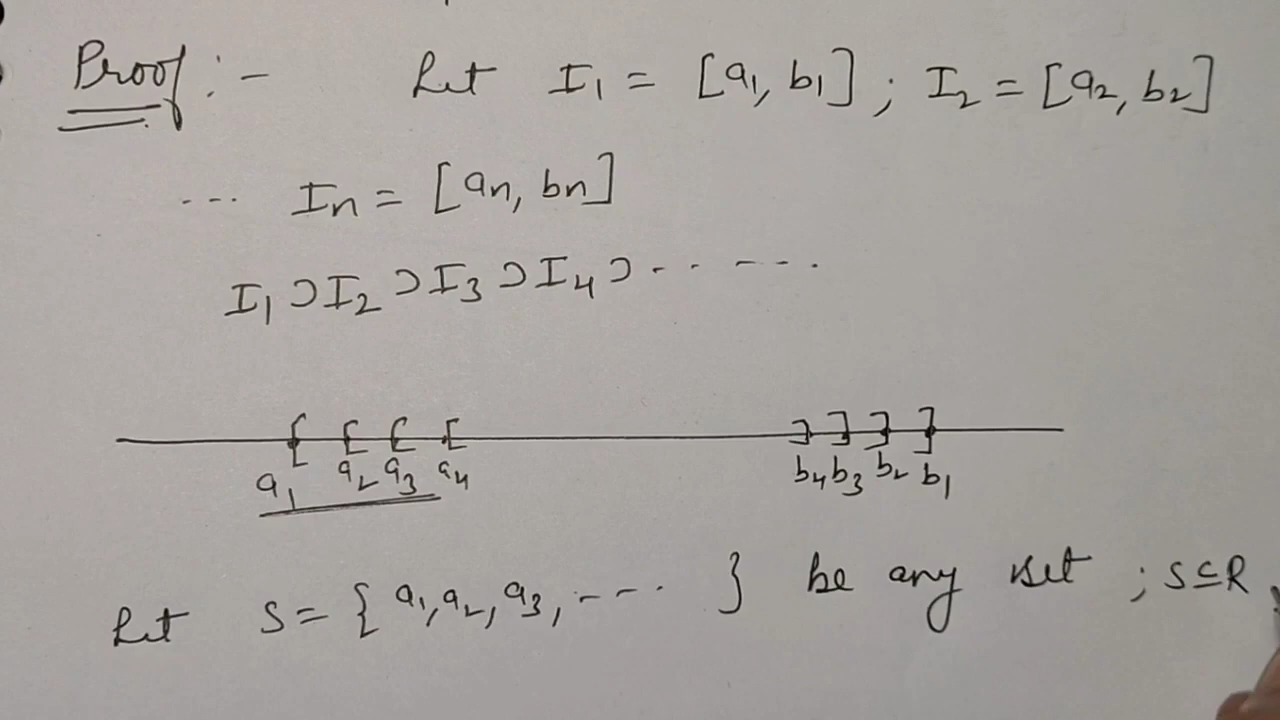 Proof :- Let I₁ = [a₁, b₁] ; I₂ = [a₂, b₂]
... Iₙ = [aₙ, bₙ]
I₁ ⊃ I₂ ⊃ I₃ ⊃ I₄ ⊃ ......
[ [ [ [ ] ] ] ]
a₁ a₂ a₃ a₄ b₄ b₃ b₂ b₁
Let S = { a₁, a₂, a₃, .... } be any set ; S ⊆ R